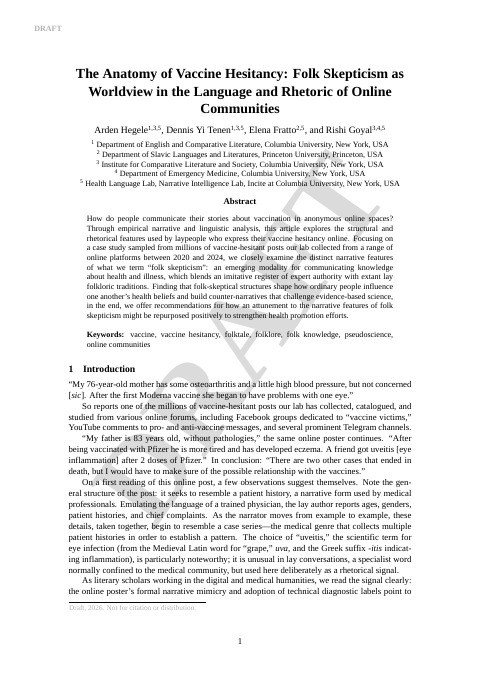 DRAFT
The Anatomy of Vaccine Hesitancy: Folk Skepticism as
Worldview in the Language and Rhetoric of Online
Communities
Arden Hegele1,3,5, Dennis Yi Tenen1,3,5, Elena Fratto2,5, and Rishi Goyal3,4,5
1 Department of English and Comparative Literature, Columbia University, New York, USA
2 Department of Slavic Languages and Literatures, Princeton University, Princeton, USA
3 Institute for Comparative Literature and Society, Columbia University, New York, USA
4 Department of Emergency Medicine, Columbia University, New York, USA
5 Health Language Lab, Narrative Intelligence Lab, Incite at Columbia University, New York, USA
Abstract
How do people communicate their stories about vaccination in anonymous online spaces?
Through empirical narrative and linguistic analysis, this article explores the structural and
rhetorical features used by laypeople who express their vaccine hesitancy online. Focusing on
a case study sampled from millions of vaccine-hesitant posts our lab collected from a range of
online platforms between 2020 and 2024, we closely examine the distinct narrative features
of what we term “folk skepticism”: an emerging modality for communicating knowledge
about health and illness, which blends an imitative register of expert authority with extant lay
folkloric traditions. Finding that folk-skeptical structures shape how ordinary people influence
one another’s health beliefs and build counter-narratives that challenge evidence-based science,
in the end, we offer recommendations for how an attunement to the narrative features of folk
skepticism might be repurposed positively to strengthen health promotion efforts.
Keywords: vaccine, vaccine hesitancy, folktale, folklore, folk knowledge, pseudoscience,
online communities
1 Introduction
“My 76-year-old mother has some osteoarthritis and a little high blood pressure, but not concerned
[sic]. After the first Moderna vaccine she began to have problems with one eye.”
So reports one of the millions of vaccine-hesitant posts our lab has collected, catalogued, and
studied from various online forums, including Facebook groups dedicated to “vaccine victims,”
YouTube comments to pro- and anti-vaccine messages, and several prominent Telegram channels.
“My father is 83 years old, without pathologies,” the same online poster continues. “After
being vaccinated with Pfizer he is more tired and has developed eczema. A friend got uveitis [eye
inflammation] after 2 doses of Pfizer.” In conclusion: “There are two other cases that ended in
death, but I would have to make sure of the possible relationship with the vaccines.”
On a first reading of this online post, a few observations suggest themselves. Note the gen-
eral structure of the post: it seeks to resemble a patient history, a narrative form used by medical
professionals. Emulating the language of a trained physician, the lay author reports ages, genders,
patient histories, and chief complaints. As the narrator moves from example to example, these
details, taken together, begin to resemble a case series—the medical genre that collects multiple
patient histories in order to establish a pattern. The choice of “uveitis,” the scientific term for
eye infection (from the Medieval Latin word for “grape,” uva, and the Greek suffix -itis indicat-
ing inflammation), is particularly noteworthy; it is unusual in lay conversations, a specialist word
normally confined to the medical community, but used here deliberately as a rhetorical signal.
As literary scholars working in the digital and medical humanities, we read the signal clearly:
the online poster’s formal narrative mimicry and adoption of technical diagnostic labels point to
Draft, 2026. Not for citation or distribution.
1
DRAFT